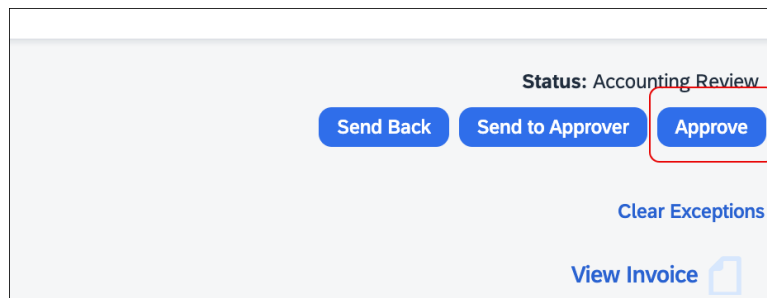 Status: Accounting Review
Send Back Send to Approver Approve
Clear Exceptions
View Invoice